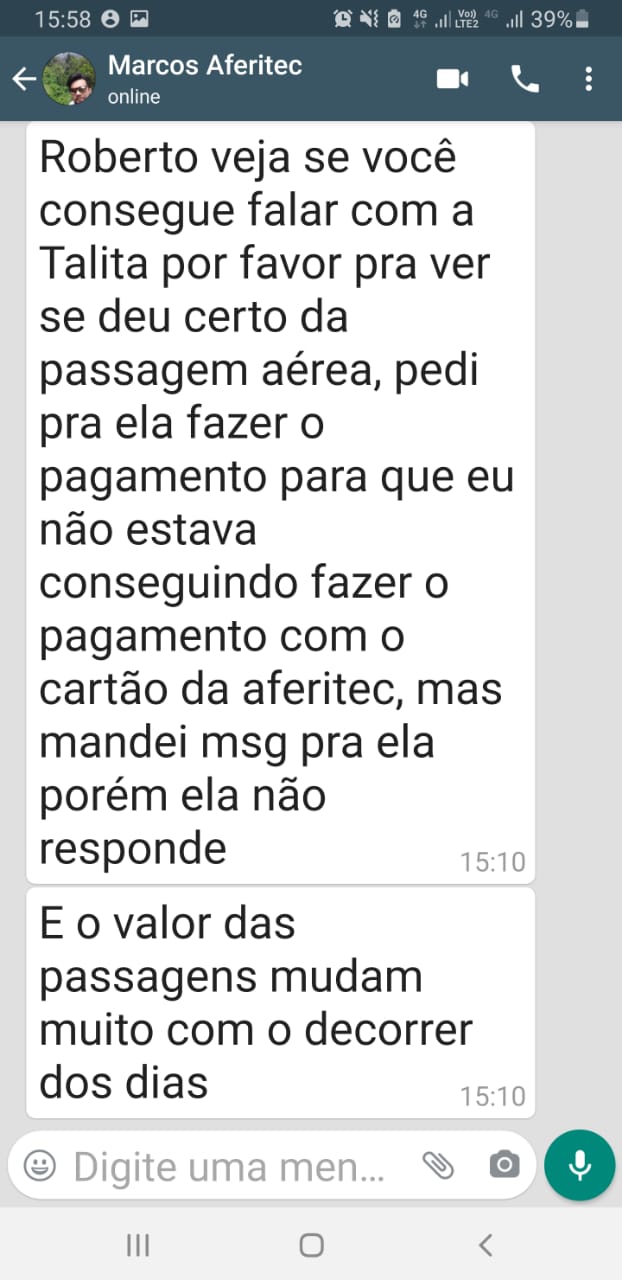 15:58 4G Vo)) LTE2 4G 39%
Marcos Aferitec
online
Roberto veja se você
consegue falar com a
Talita por favor pra ver
se deu certo da
passagem aérea, pedi
pra ela fazer o
pagamento para que eu
não estava
conseguindo fazer o
pagamento com o
cartão da aferitec, mas
mandei msg pra ela
porém ela não
responde
15:10
E o valor das
passagens mudam
muito com o decorrer
dos dias
15:10
Digite uma men...